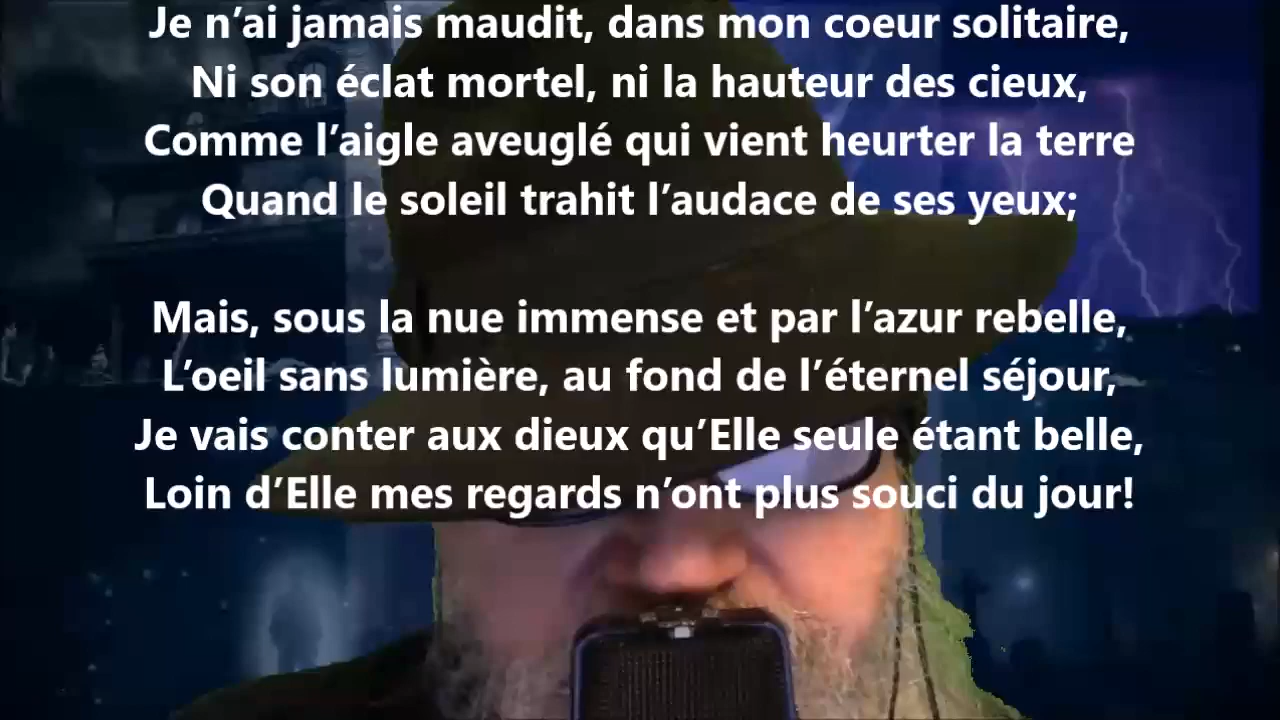 Je n’ai jamais maudit, dans mon coeur solitaire,
Ni son éclat mortel, ni la hauteur des cieux,
Comme l’aigle aveuglé qui vient heurter la terre
Quand le soleil trahit l’audace de ses yeux;
Mais, sous la nue immense et par l’azur rebelle,
L’oeil sans lumière, au fond de l’éternel séjour,
Je vais conter aux dieux qu’Elle seule étant belle,
Loin d’Elle mes regards n’ont plus souci du jour!